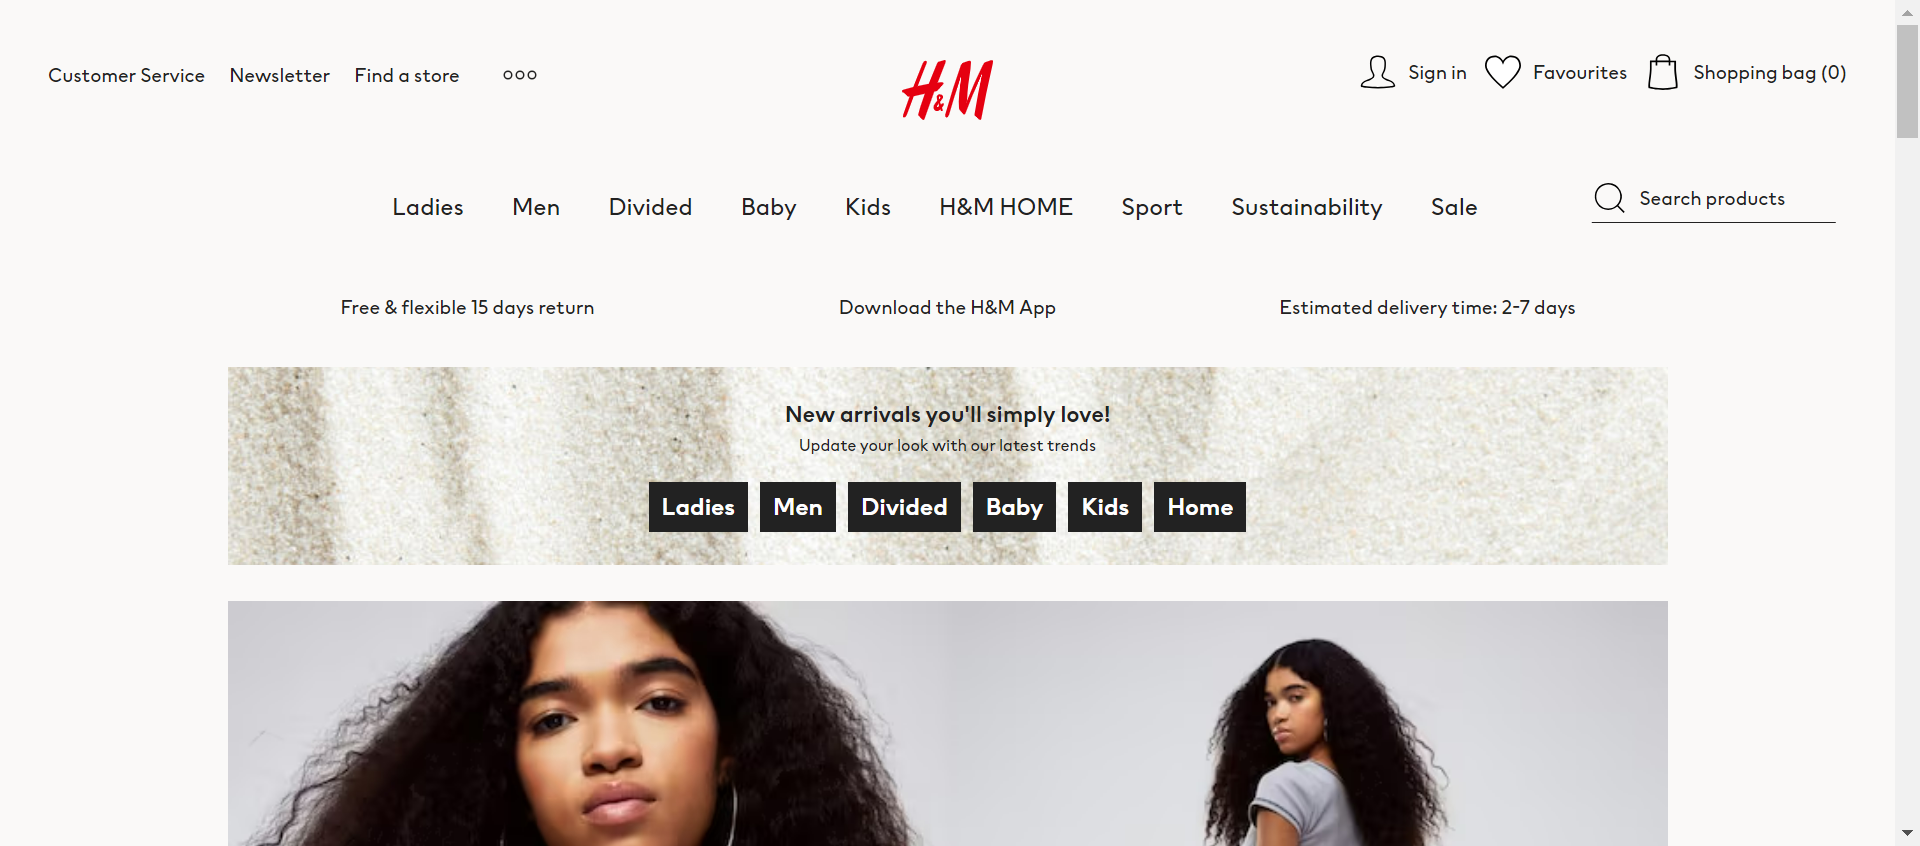 Customer Service Newsletter Find a store
H&M
Sign in Favourites Shopping bag (0)
Ladies Men Divided Baby Kids H&M HOME Sport Sustainability Sale
Search products
Free & flexible 15 days return Download the H&M App Estimated delivery time: 2-7 days
New arrivals you'll simply love!
Update your look with our latest trends
Ladies Men Divided Baby Kids Home